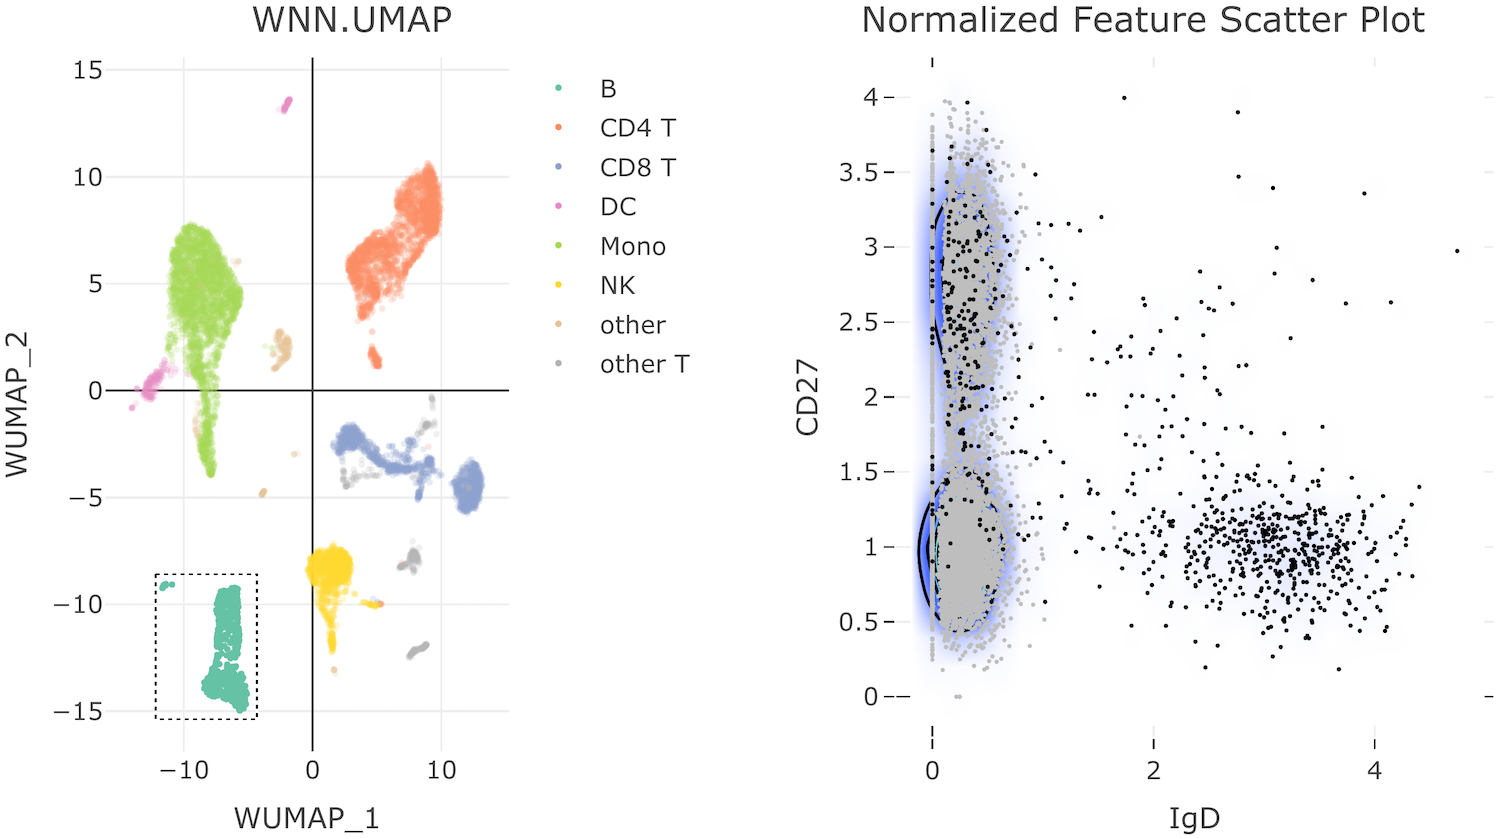 WNN.UMAP
15
10
5
0
−5
−10
−15
−10
0
10
WUMAP_1
WUMAP_2
B
CD4 T
CD8 T
DC
Mono
NK
other
other T
Normalized Feature Scatter Plot
4
3.5
3
2.5
2
1.5
1
0.5
0
0
2
4
IgD
CD27